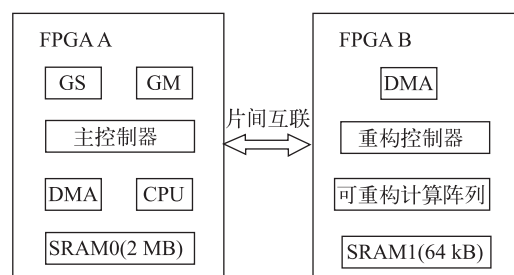 FPGA A
GS
GM
主控制器
DMA
CPU
SRAM0(2 MB)
片间互联
FPGA B
DMA
重构控制器
可重构计算阵列
SRAM1(64 kB)